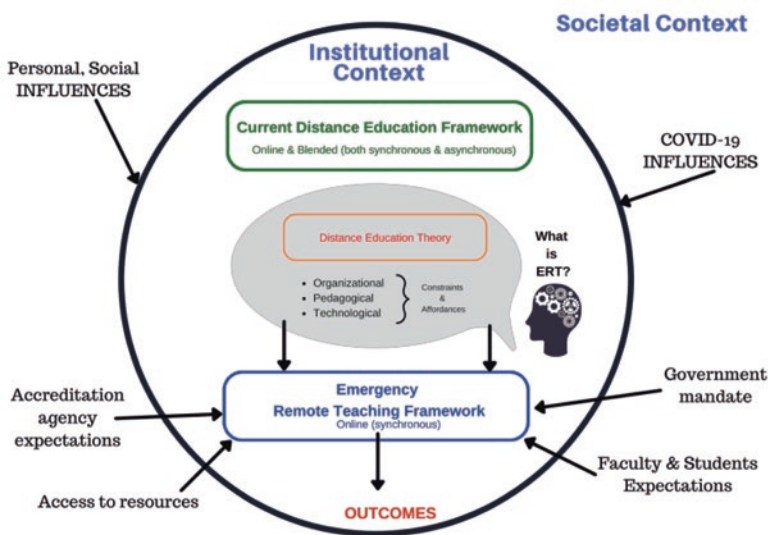 Societal Context
Institutional
Context
Personal, Social
INFLUENCES
Current Distance Education Framework
Online & Blended (both synchronous & asynchronous)
COVID-19
INFLUENCES
Distance Education Theory
What
is
ERT?
• Organizational
• Pedagogical
• Technological
Constraints
&
Affordances
Emergency
Remote Teaching Framework
Online (synchronous)
Government
mandate
Accreditation
agency
expectations
Faculty & Students
Expectations
Access to resources
OUTCOMES